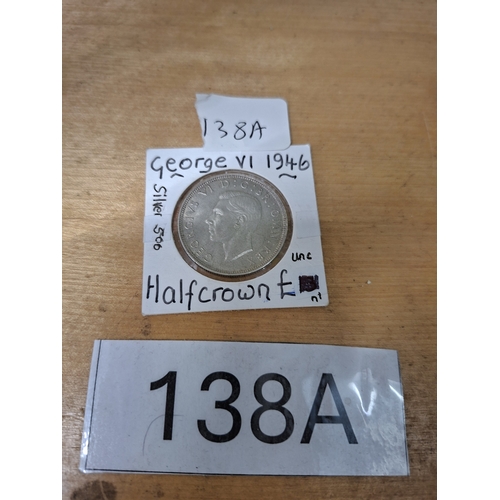 138A
George VI 1946
Silver 500
unc
Halfcrown £
138A